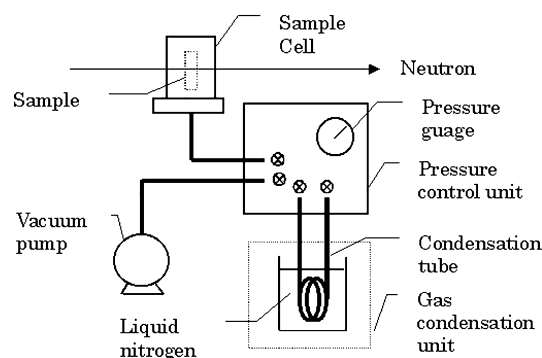 Sample
Cell
Neutron
Sample
Pressure
guage
Pressure
control unit
Vacuum
pump
Condensation
tube
Gas
condensation
unit
Liquid
nitrogen